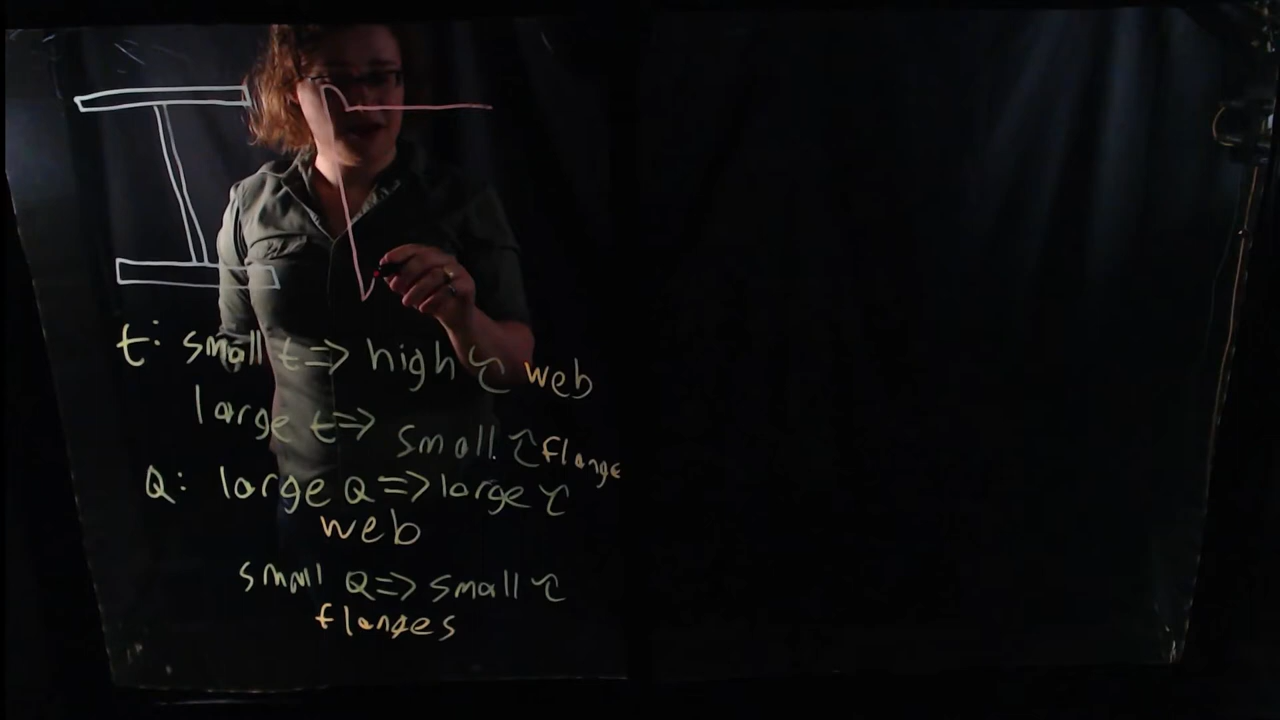 t: small t => high τ web
large t => small τ flange
Q: large Q => large τ
web
small Q => small τ
flanges